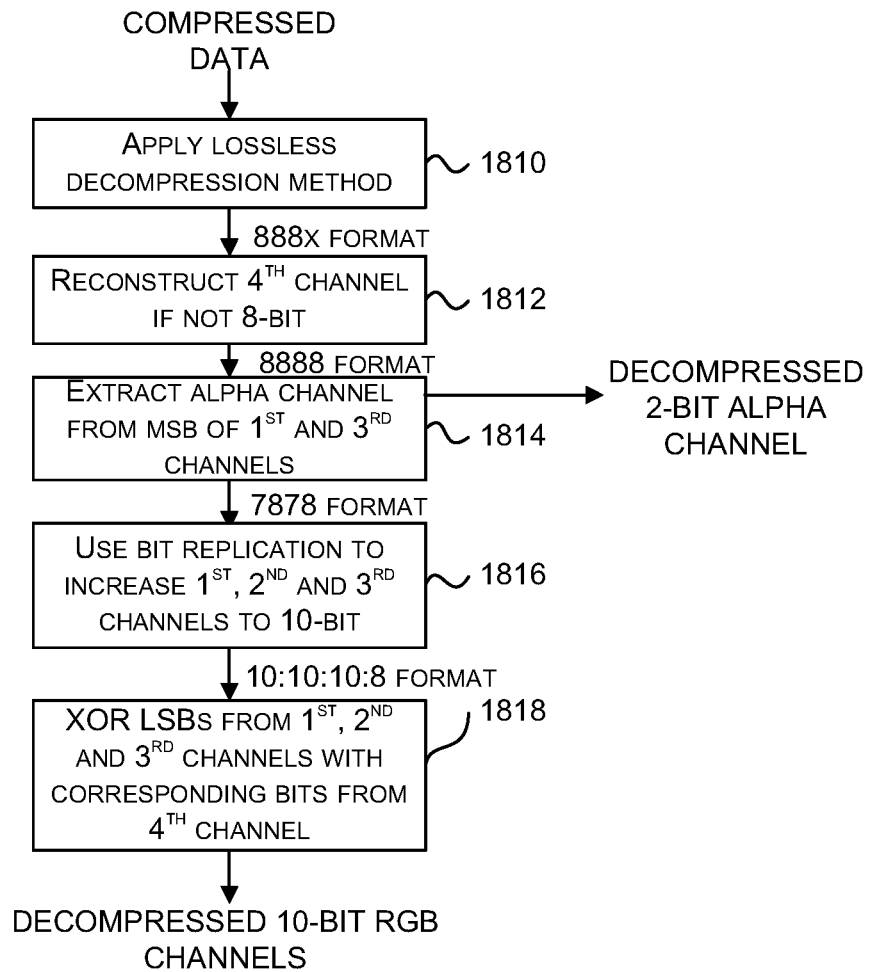 COMPRESSED
DATA
APPLY LOSSLESS
DECOMPRESSION METHOD
1810
888X FORMAT
RECONSTRUCT 4TH CHANNEL
IF NOT 8-BIT
1812
8888 FORMAT
EXTRACT ALPHA CHANNEL
FROM MSB OF 1ST AND 3RD
CHANNELS
1814
DECOMPRESSED
2-BIT ALPHA
CHANNEL
7878 FORMAT
USE BIT REPLICATION TO
INCREASE 1ST, 2ND AND 3RD
CHANNELS TO 10-BIT
1816
10:10:10:8 FORMAT
XOR LSBS FROM 1ST, 2ND
AND 3RD CHANNELS WITH
CORRESPONDING BITS FROM
4TH CHANNEL
1818
DECOMPRESSED 10-BIT RGB
CHANNELS